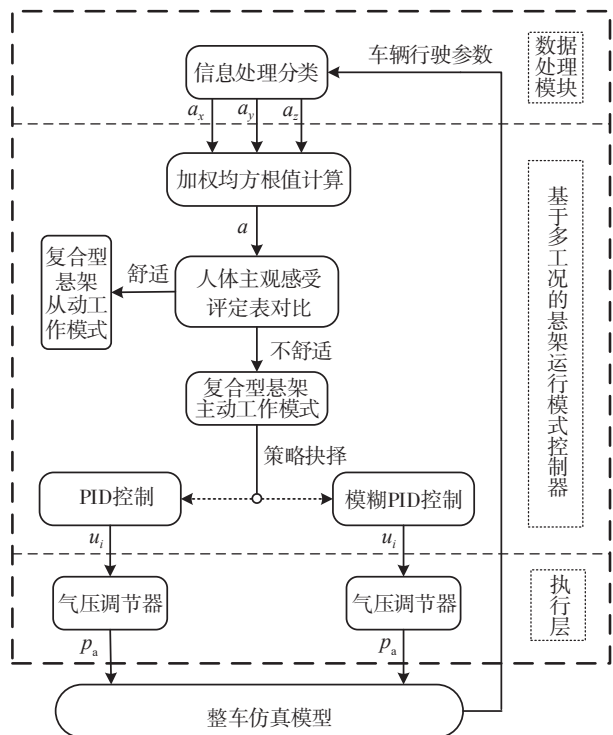 车辆行驶参数
信息处理分类
数据
处理
模块
a_x
a_y
a_z
加权均方根值计算
a
复合型
悬架
从动工
作模式
舒适
人体主观感受
评定表对比
不舒适
复合型悬架
主动工作模式
策略抉择
基于多工况的悬架运行模式控制器
PID控制
模糊PID控制
u_i
u_i
气压调节器
气压调节器
执行层
p_a
p_a
整车仿真模型